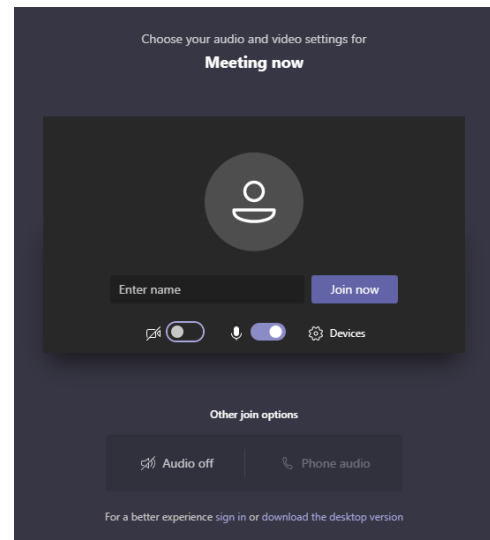 Choose your audio and video settings for
Meeting now
Enter name
Join now
Devices
Other join options
Audio off
Phone audio
For a better experience sign in or download the desktop version